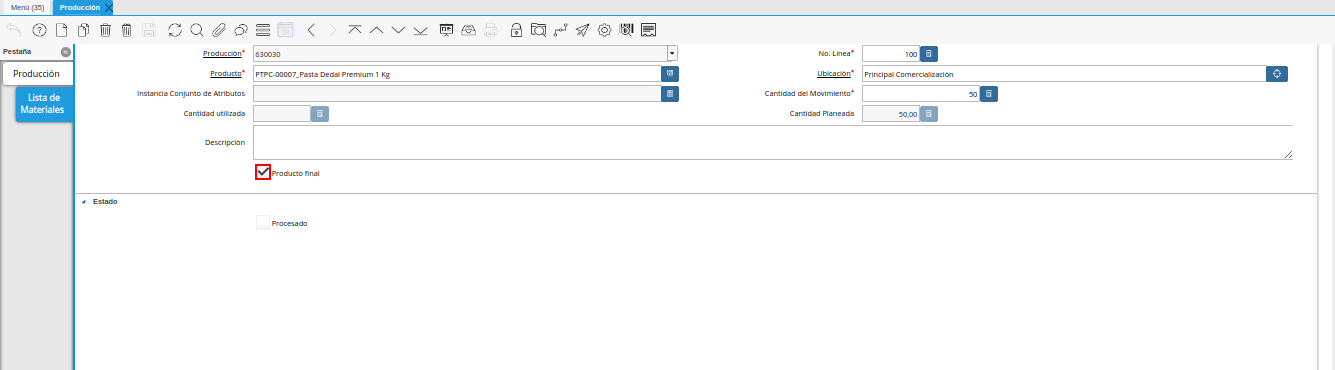 Menú (35) Producción
Pestaña
Producción
Lista de
Materiales
Producción* 630030 No. Línea* 100
Producto* PTPC-00007_Pasta Dedal Premium 1 Kg Ubicación* Principal Comercialización
Instancia Conjunto de Atributos Cantidad del Movimiento* 50
Cantidad utilizada Cantidad Planeada 50,00
Descripción
Producto final
Estado
Procesado